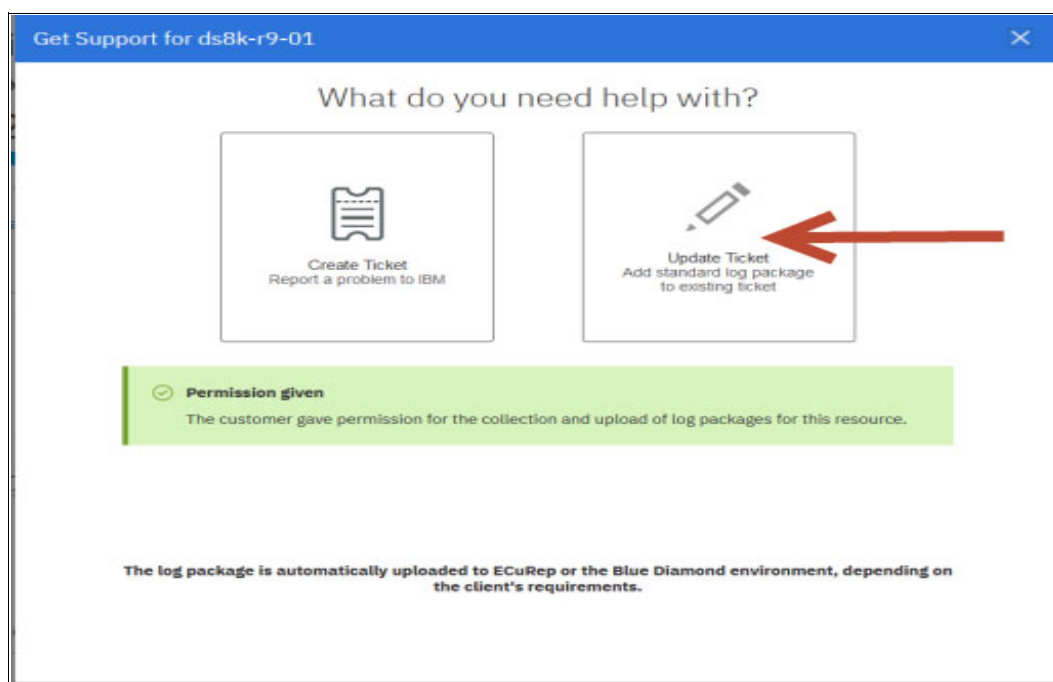 Get Support for ds8k-r9-01
What do you need help with?
Create Ticket
Report a problem to IBM
Update Ticket
Add standard log package
to existing ticket
Permission given
The customer gave permission for the collection and upload of log packages for this resource.
The log package is automatically uploaded to ECuRep or the Blue Diamond environment, depending on
the client's requirements.